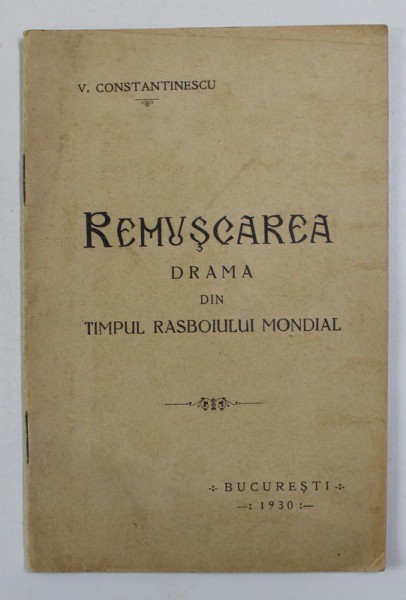 V. CONSTANTINESCU
REMUŞCAREA
DRAMA
DIN
TIMPUL RASBOIULUI MONDIAL
BUCUREŞTI
—: 1930 :—